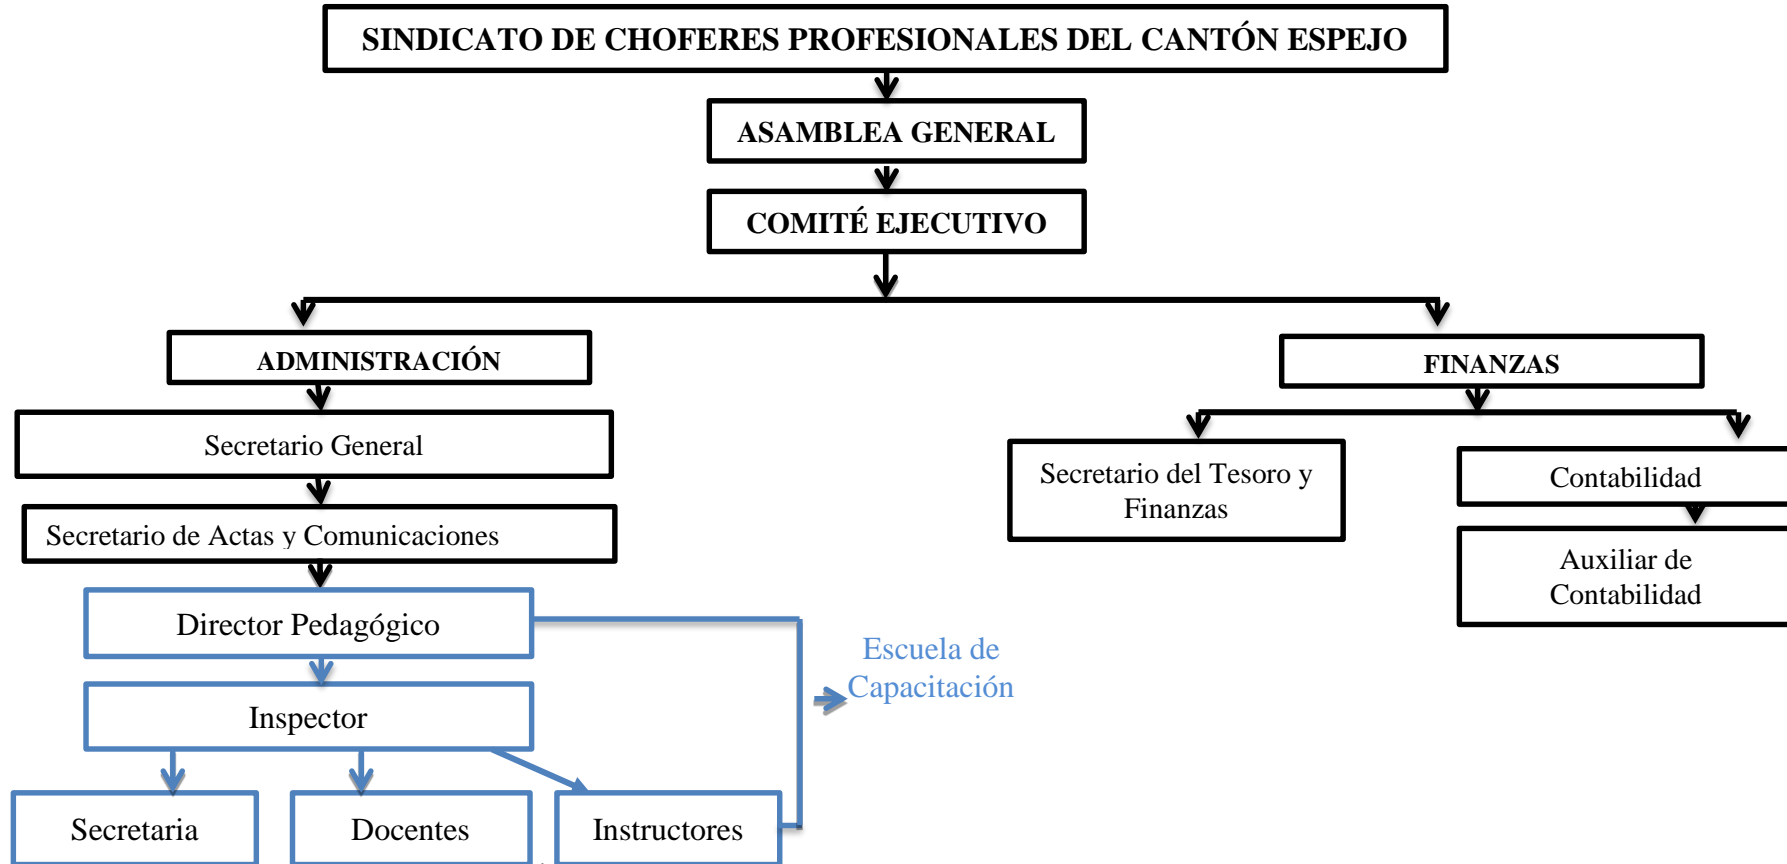 SINDICATO DE CHOFERES PROFESIONALES DEL CANTÓN ESPEJO
ASAMBLEA GENERAL
COMITÉ EJECUTIVO
ADMINISTRACIÓN
FINANZAS
Secretario General
Secretario del Tesoro y
Finanzas
Contabilidad
Secretario de Actas y Comunicaciones
Auxiliar de
Contabilidad
Director Pedagógico
Escuela de
Capacitación
Inspector
Secretaria
Docentes
Instructores